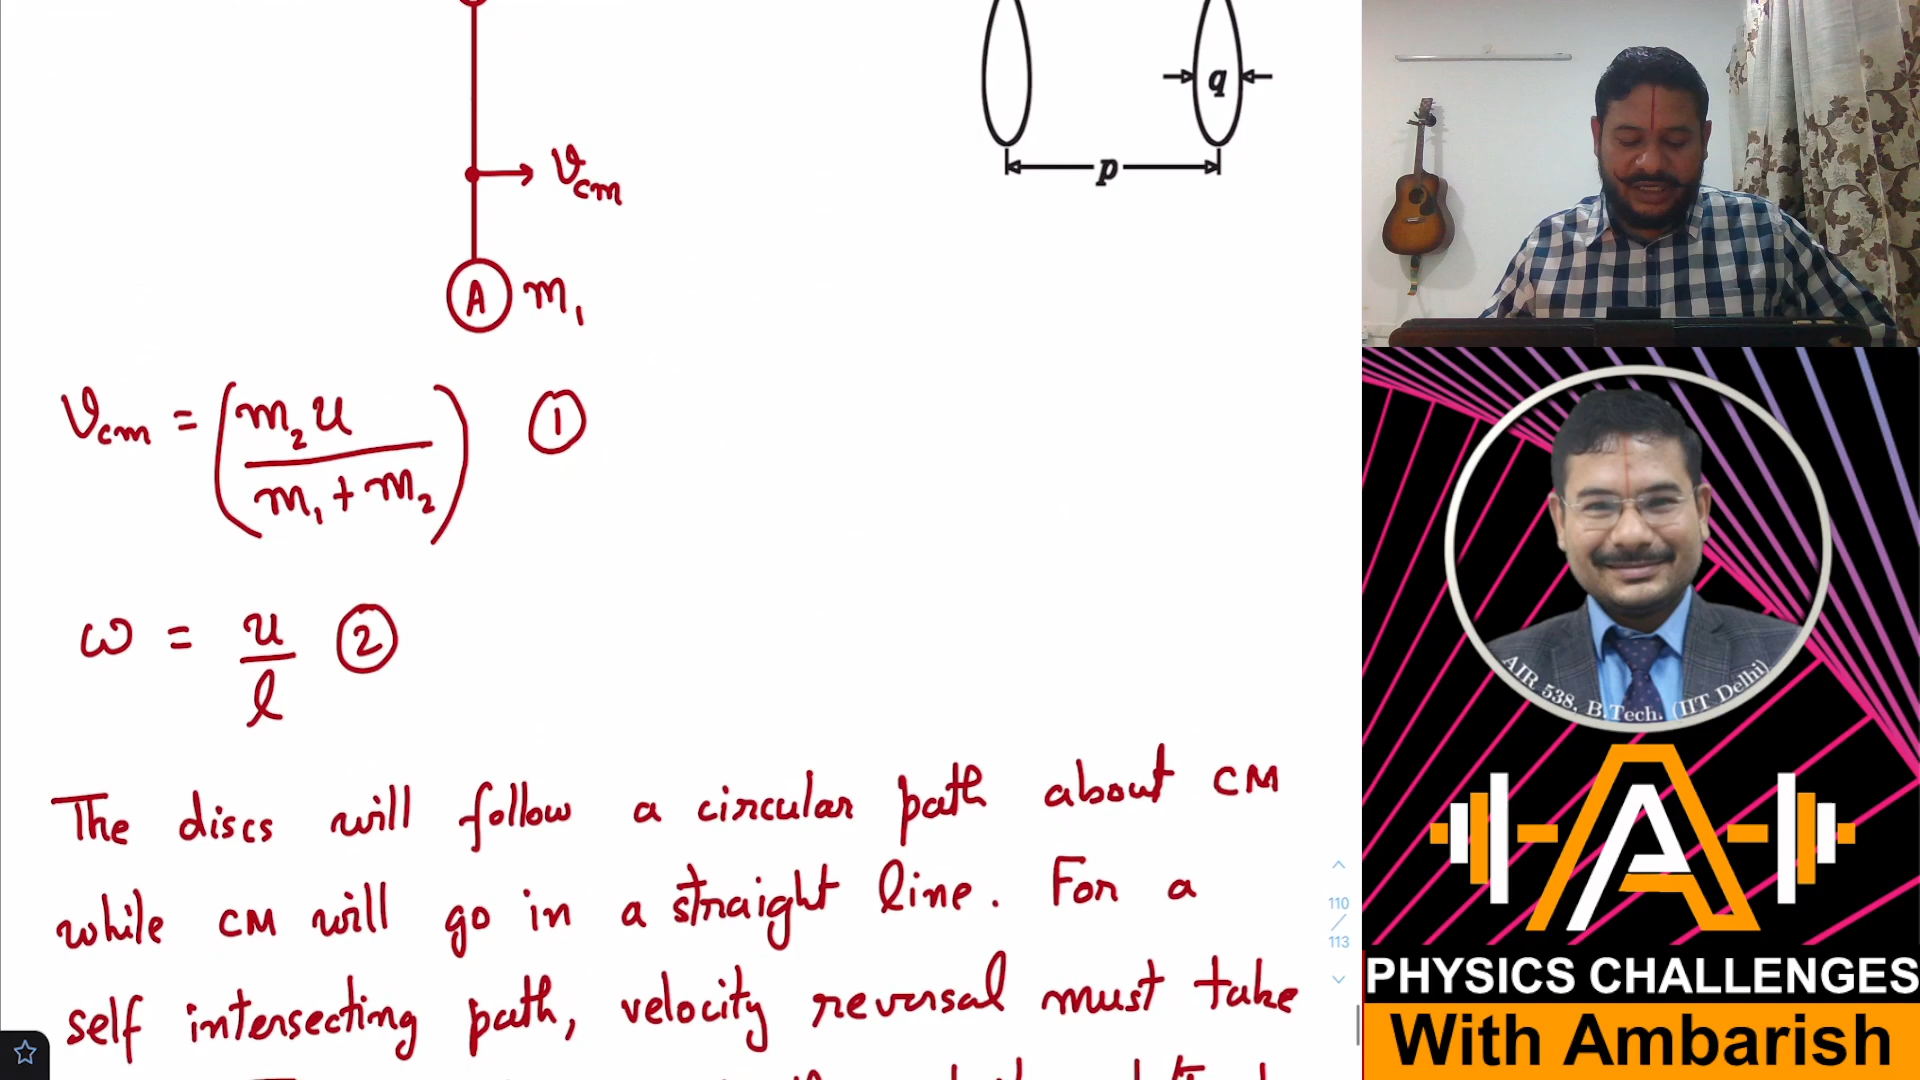 q
p
v_cm
A m₁
v_cm = (m₂u / m₁ + m₂) ①
ω = u / l ②
The discs will follow a circular path about CM
while CM will go in a straight line. For a
self intersecting path, velocity reversal must take
110
/
113
AIR 538, B.Tech. (IIT Delhi)
A
PHYSICS CHALLENGES
With Ambarish